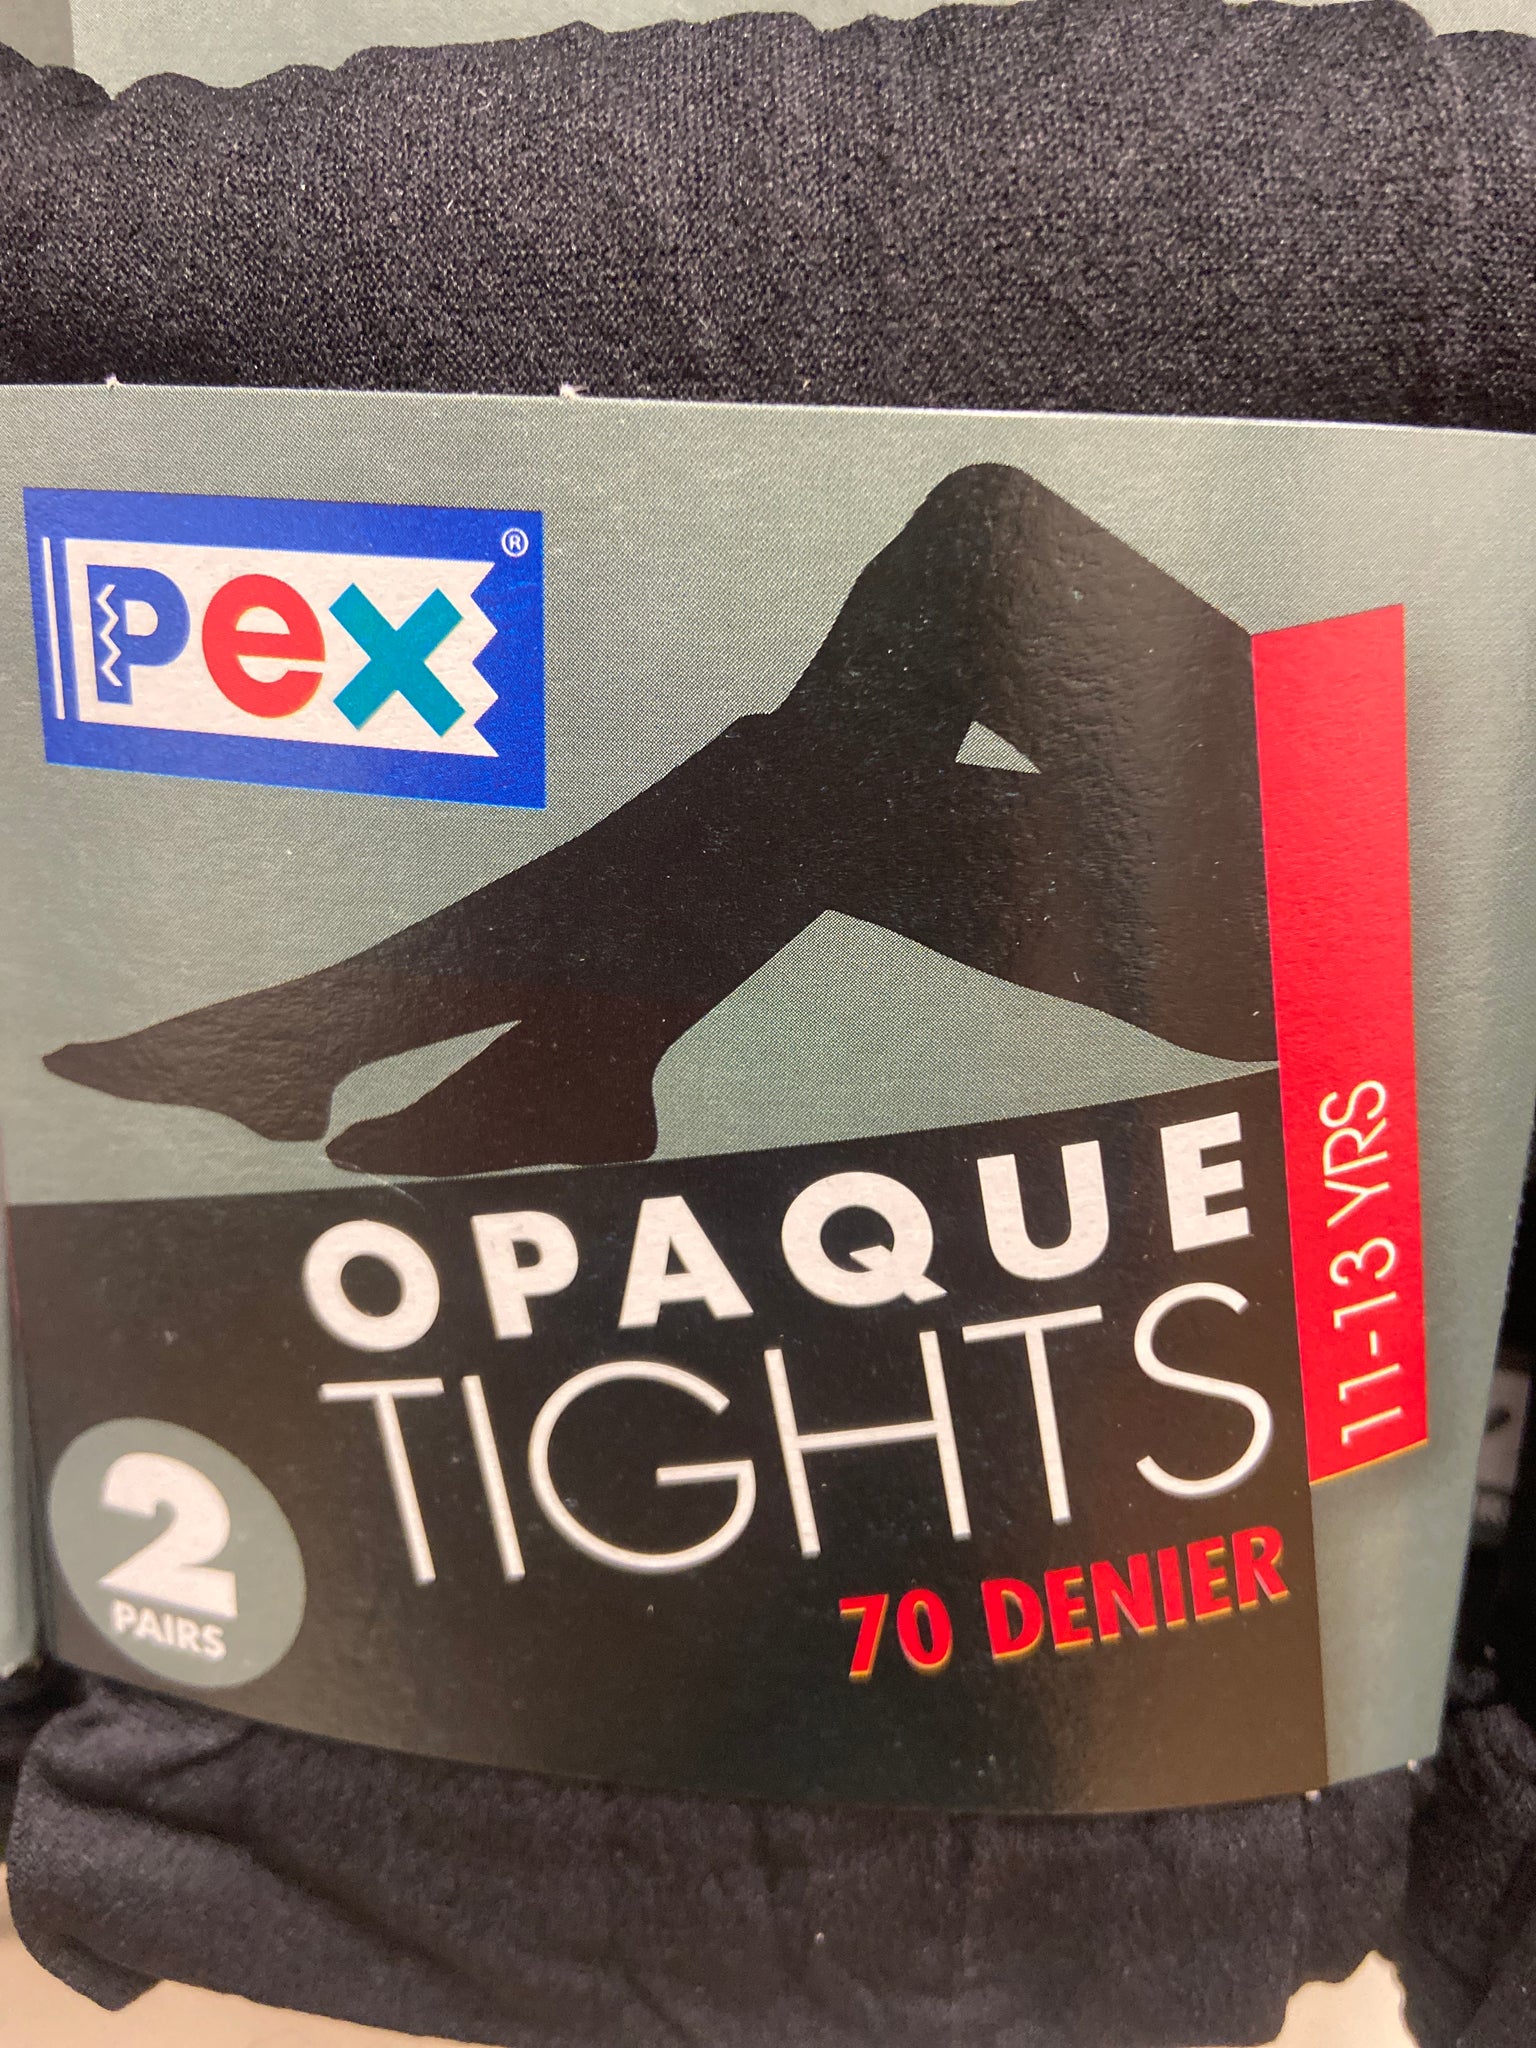 pex®
11-13 YRS
OPAQUE
TIGHTS
70 DENIER
2
PAIRS